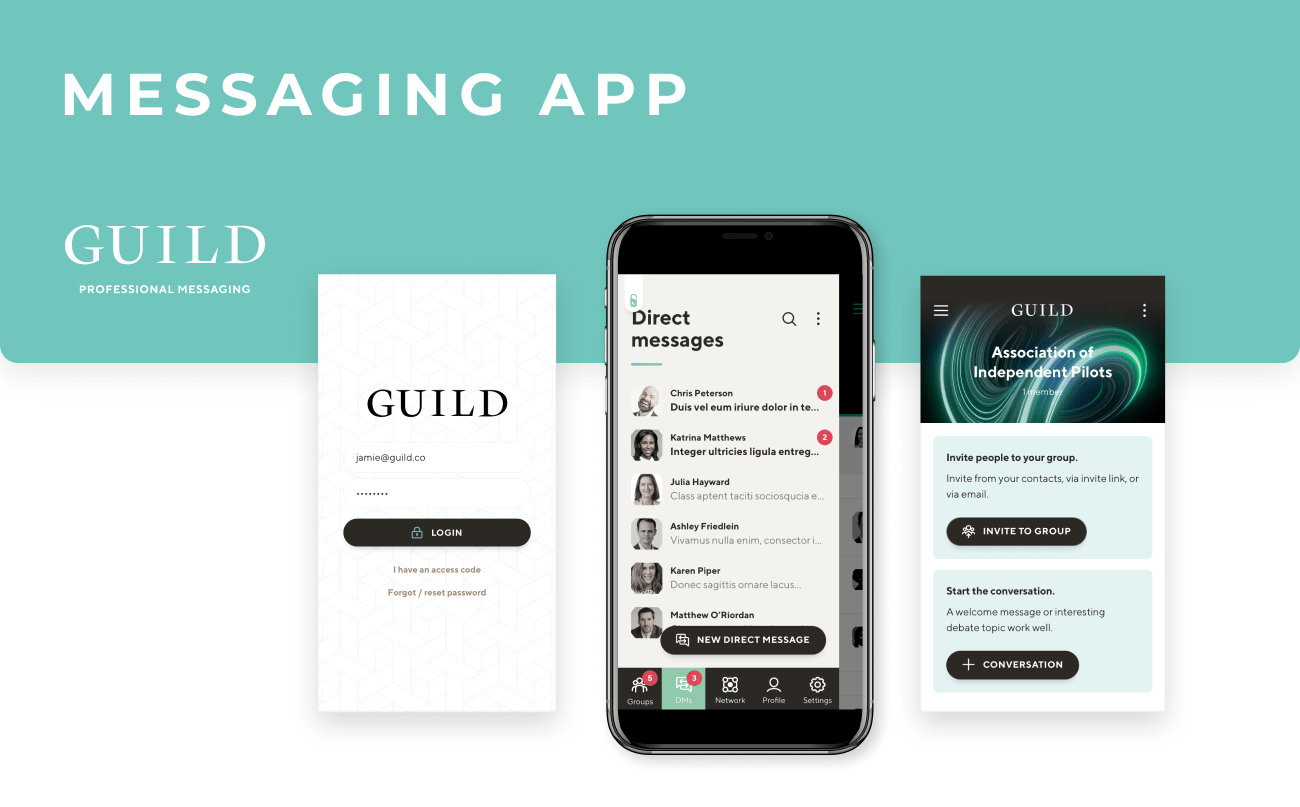 MESSAGING APP
GUILD
PROFESSIONAL MESSAGING
GUILD
jamie@guild.co
••••••••
LOGIN
I have an access code
Forgot / reset password
Direct
messages
Chris Peterson
1
Duis vel eum iriure dolor in te...
Katrina Matthews
2
Integer ultricies ligula entreg...
Julia Hayward
Class aptent taciti sociosqucia e...
Ashley Friedlein
Vivamus nulla enim, consector i...
Karen Piper
Donec sagittis ornare lacus...
Matthew O'Riordan
NEW DIRECT MESSAGE
5
3
Groups
DMs
Network
Profile
Settings
GUILD
Association of
Independent Pilots
1 member
Invite people to your group.
Invite from your contacts, via invite link, or
via email.
INVITE TO GROUP
Start the conversation.
A welcome message or interesting
debate topic work well.
CONVERSATION